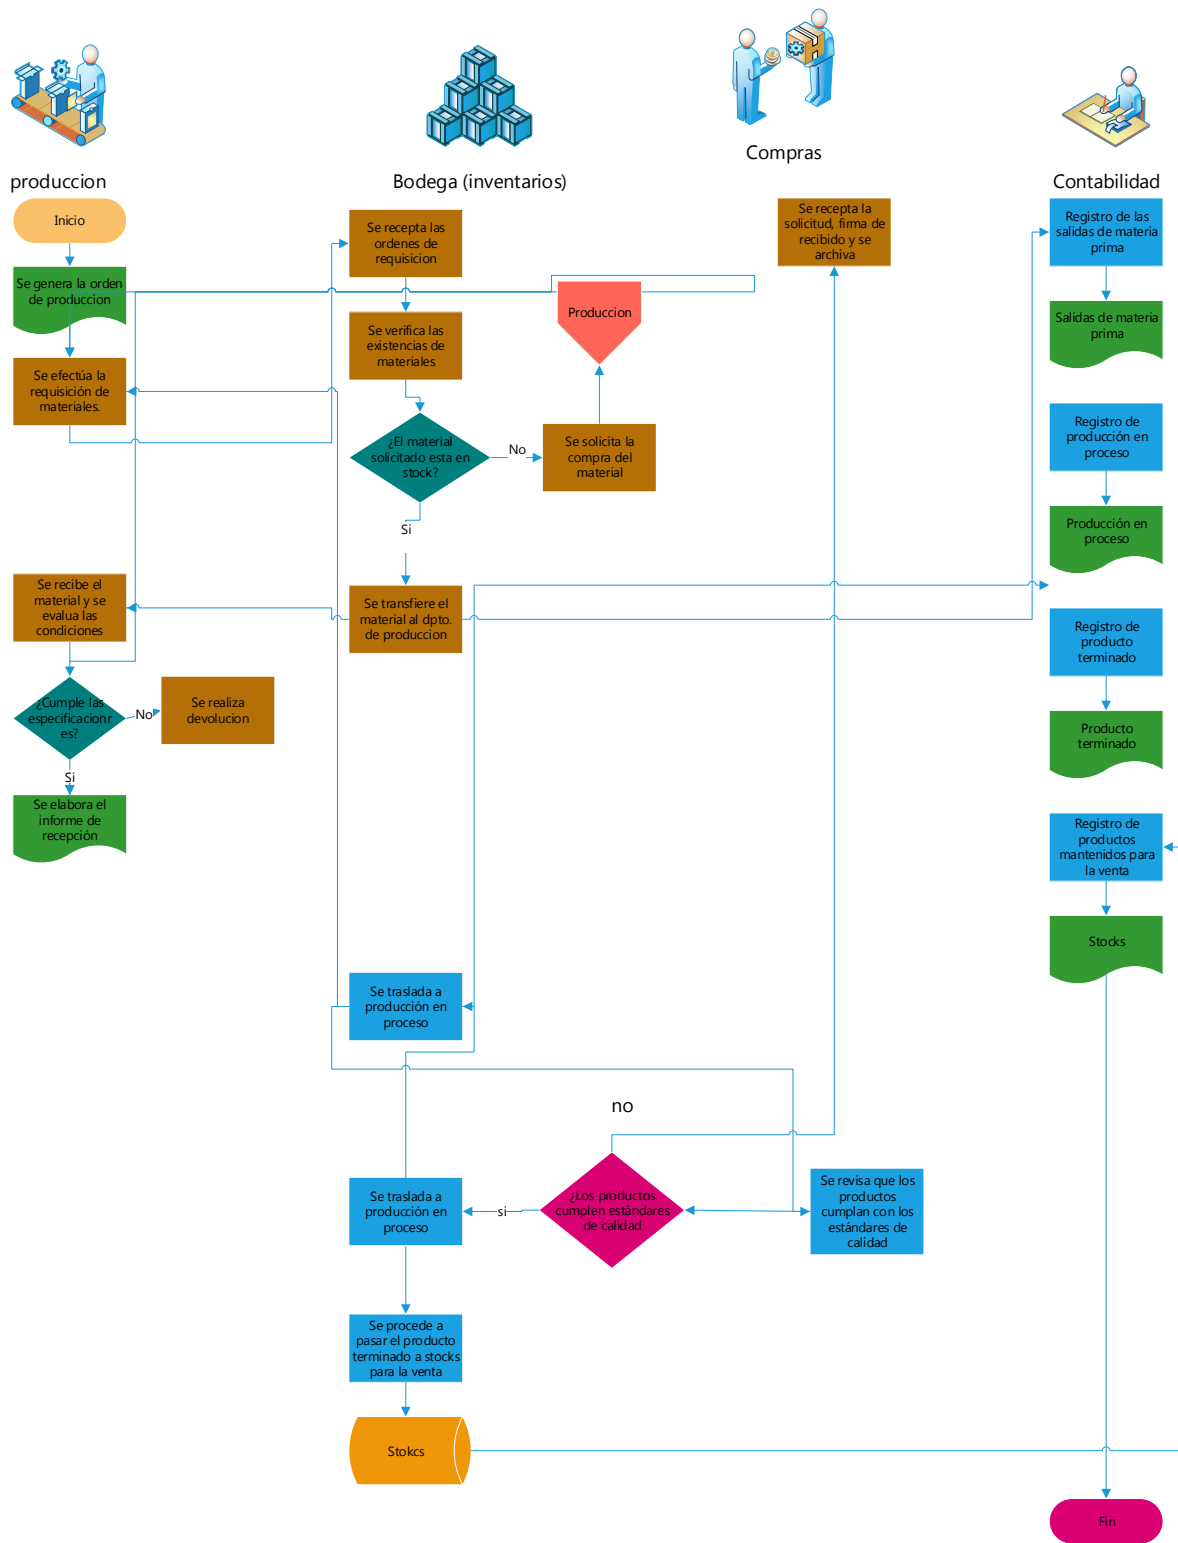 Compras
produccion
Bodega (inventarios)
Contabilidad
Inicio
Se genera la orden
de produccion
Se efectúa la
requisición de
materiales.
Se recibe el
material y se
evalua las
condiciones
¿Cumple las
especificacionr
es?
No
Se realiza
devolucion
Si
Se elabora el
informe de
recepción
Se recepta las
ordenes de
requisicion
Se verifica las
existencias de
materiales
¿El material
solicitado esta en
stock?
No
Se solicita la
compra del
material
Produccion
Si
Se transfiere el
material al dpto.
de produccion
Se traslada a
producción en
proceso
no
¿Los productos
cumplen estándares
de calidad
si
Se traslada a
producción en
proceso
Se procede a
pasar el producto
terminado a stocks
para la venta
Stokcs
Se recepta la
solicitud, firma de
recibido y se
archiva
Se revisa que los
productos
cumplan con los
estándares de
calidad
Registro de las
salidas de materia
prima
Salidas de materia
prima
Registro de
producción en
proceso
Producción en
proceso
Registro de
producto
terminado
Producto
terminado
Registro de
productos
mantenidos para
la venta
Stocks
Fin